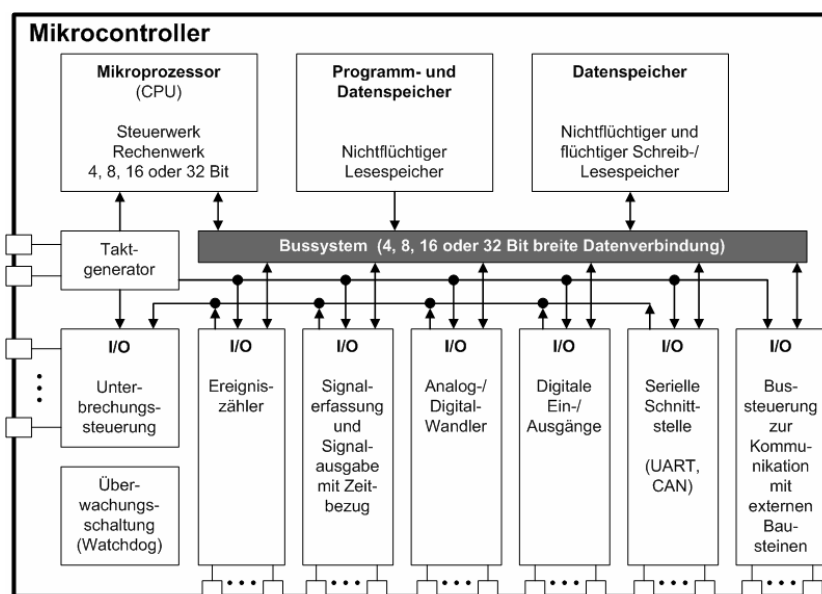 Mikrocontroller
Mikroprozessor
(CPU)
Steuerwerk
Rechenwerk
4, 8, 16 oder 32 Bit
Programm- und
Datenspeicher
Nichtflüchtiger
Lesespeicher
Datenspeicher
Nichtflüchtiger und
flüchtiger Schreib-/
Lesespeicher
Takt-
generator
Bussystem (4, 8, 16 oder 32 Bit breite Datenverbindung)
I/O
Unter-
brechungs-
steuerung
I/O
Ereignis-
zähler
I/O
Signal-
erfassung
und
Signal-
ausgabe
mit Zeit-
bezug
I/O
Analog-/
Digital-
Wandler
I/O
Digitale
Ein-/
Ausgänge
I/O
Serielle
Schnitt-
stelle
(UART,
CAN)
I/O
Bus-
steuerung
zur
Kommu-
nikation
mit
externen
Bau-
steinen
Über-
wachungs-
schaltung
(Watchdog)